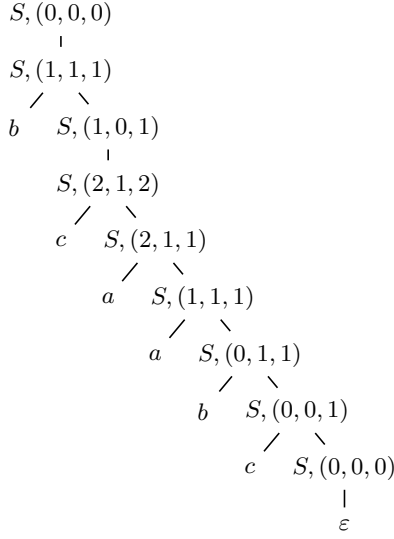 S, (0, 0, 0)
S, (1, 1, 1)
b S, (1, 0, 1)
S, (2, 1, 2)
c S, (2, 1, 1)
a S, (1, 1, 1)
a S, (0, 1, 1)
b S, (0, 0, 1)
c S, (0, 0, 0)
ε